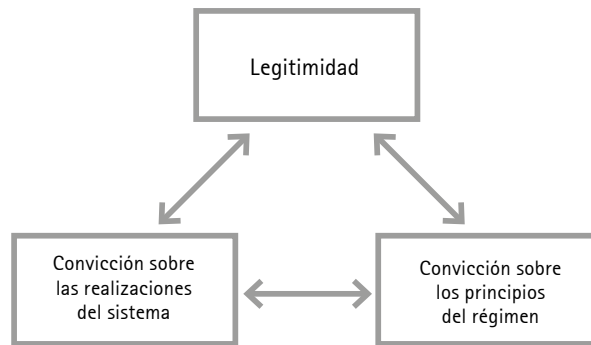 Legitimidad
Convicción sobre
las realizaciones
del sistema
Convicción sobre
los principios
del régimen